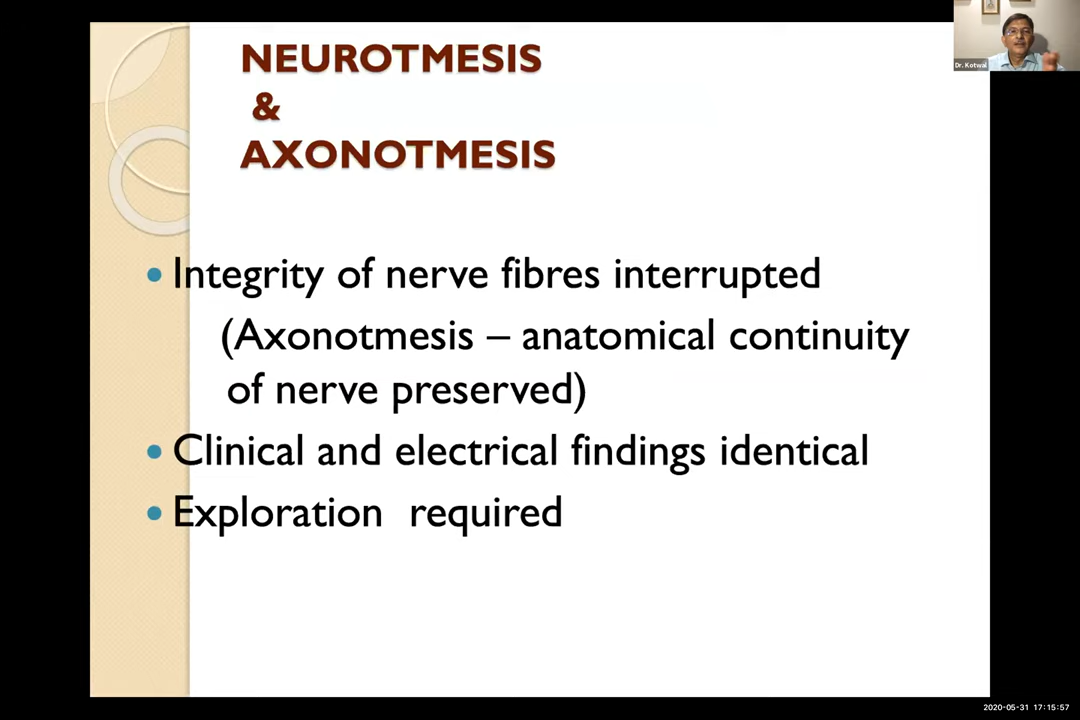 NEUROTMESIS
&
AXONOTMESIS
Dr. Kotwal
Integrity of nerve fibres interrupted
(Axonotmesis – anatomical continuity
of nerve preserved)
Clinical and electrical findings identical
Exploration required
2020-05-31 17:15:57